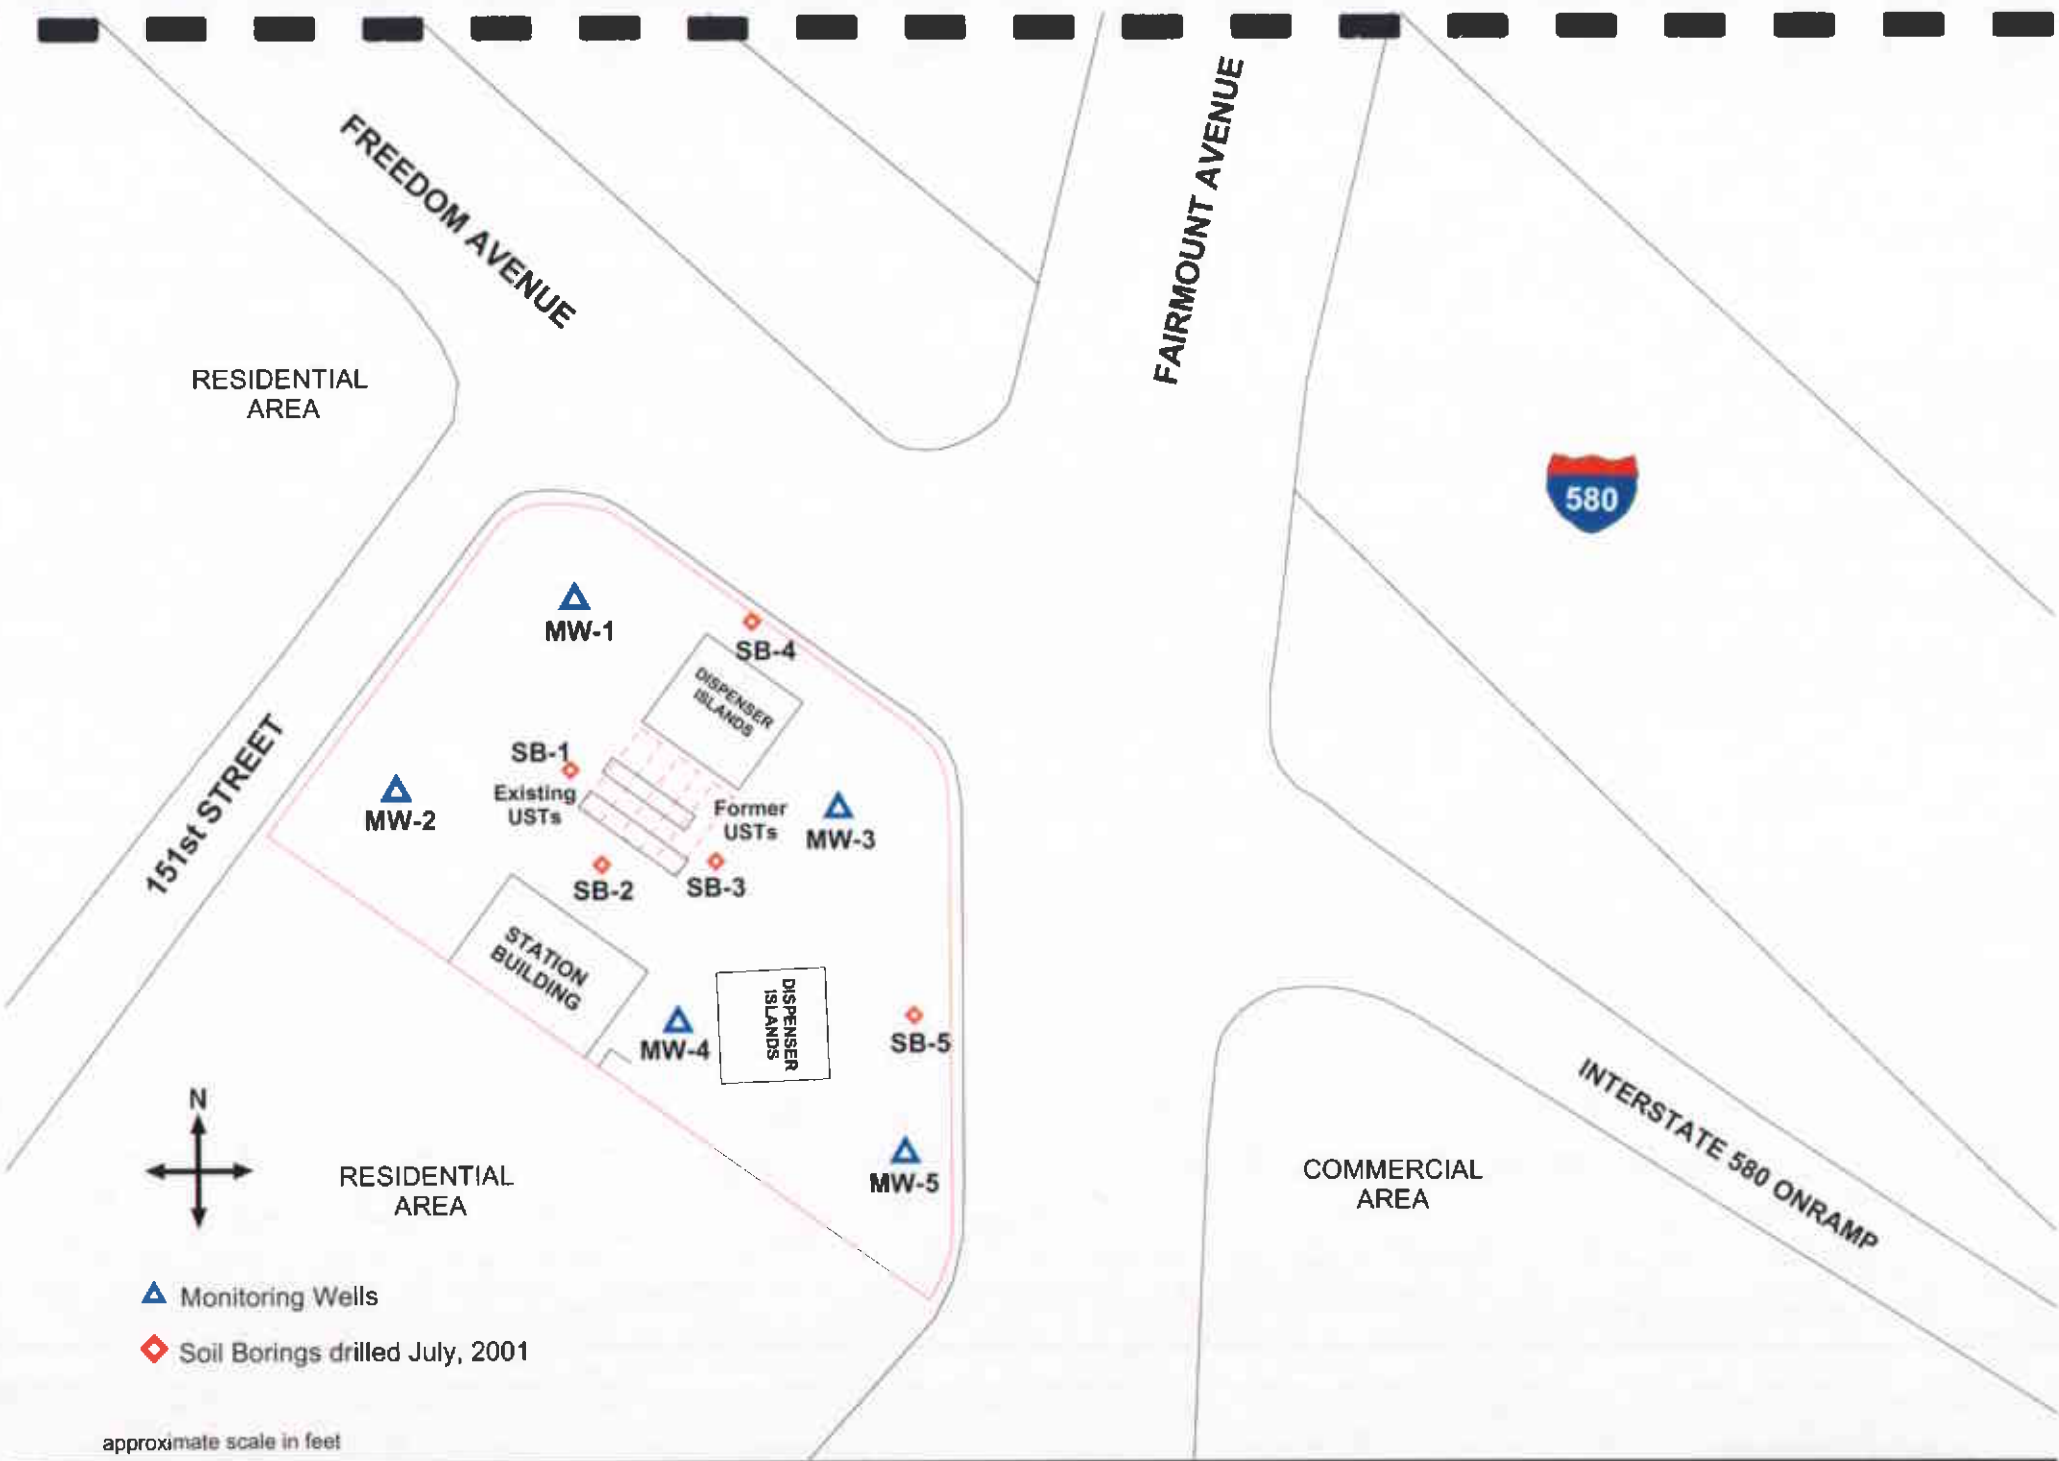 FREEDOM AVENUE
FAIRMOUNT AVENUE
RESIDENTIAL
AREA
580
MW-1
SB-4
DISPENSER
ISLANDS
151st STREET
SB-1
MW-2
Existing
USTs
Former
USTs
MW-3
SB-2
SB-3
STATION
BUILDING
MW-4
DISPENSER
ISLANDS
SB-5
INTERSTATE 580 ONRAMP
N
RESIDENTIAL
AREA
MW-5
COMMERCIAL
AREA
Monitoring Wells
Soil Borings drilled July, 2001
approximate scale in feet